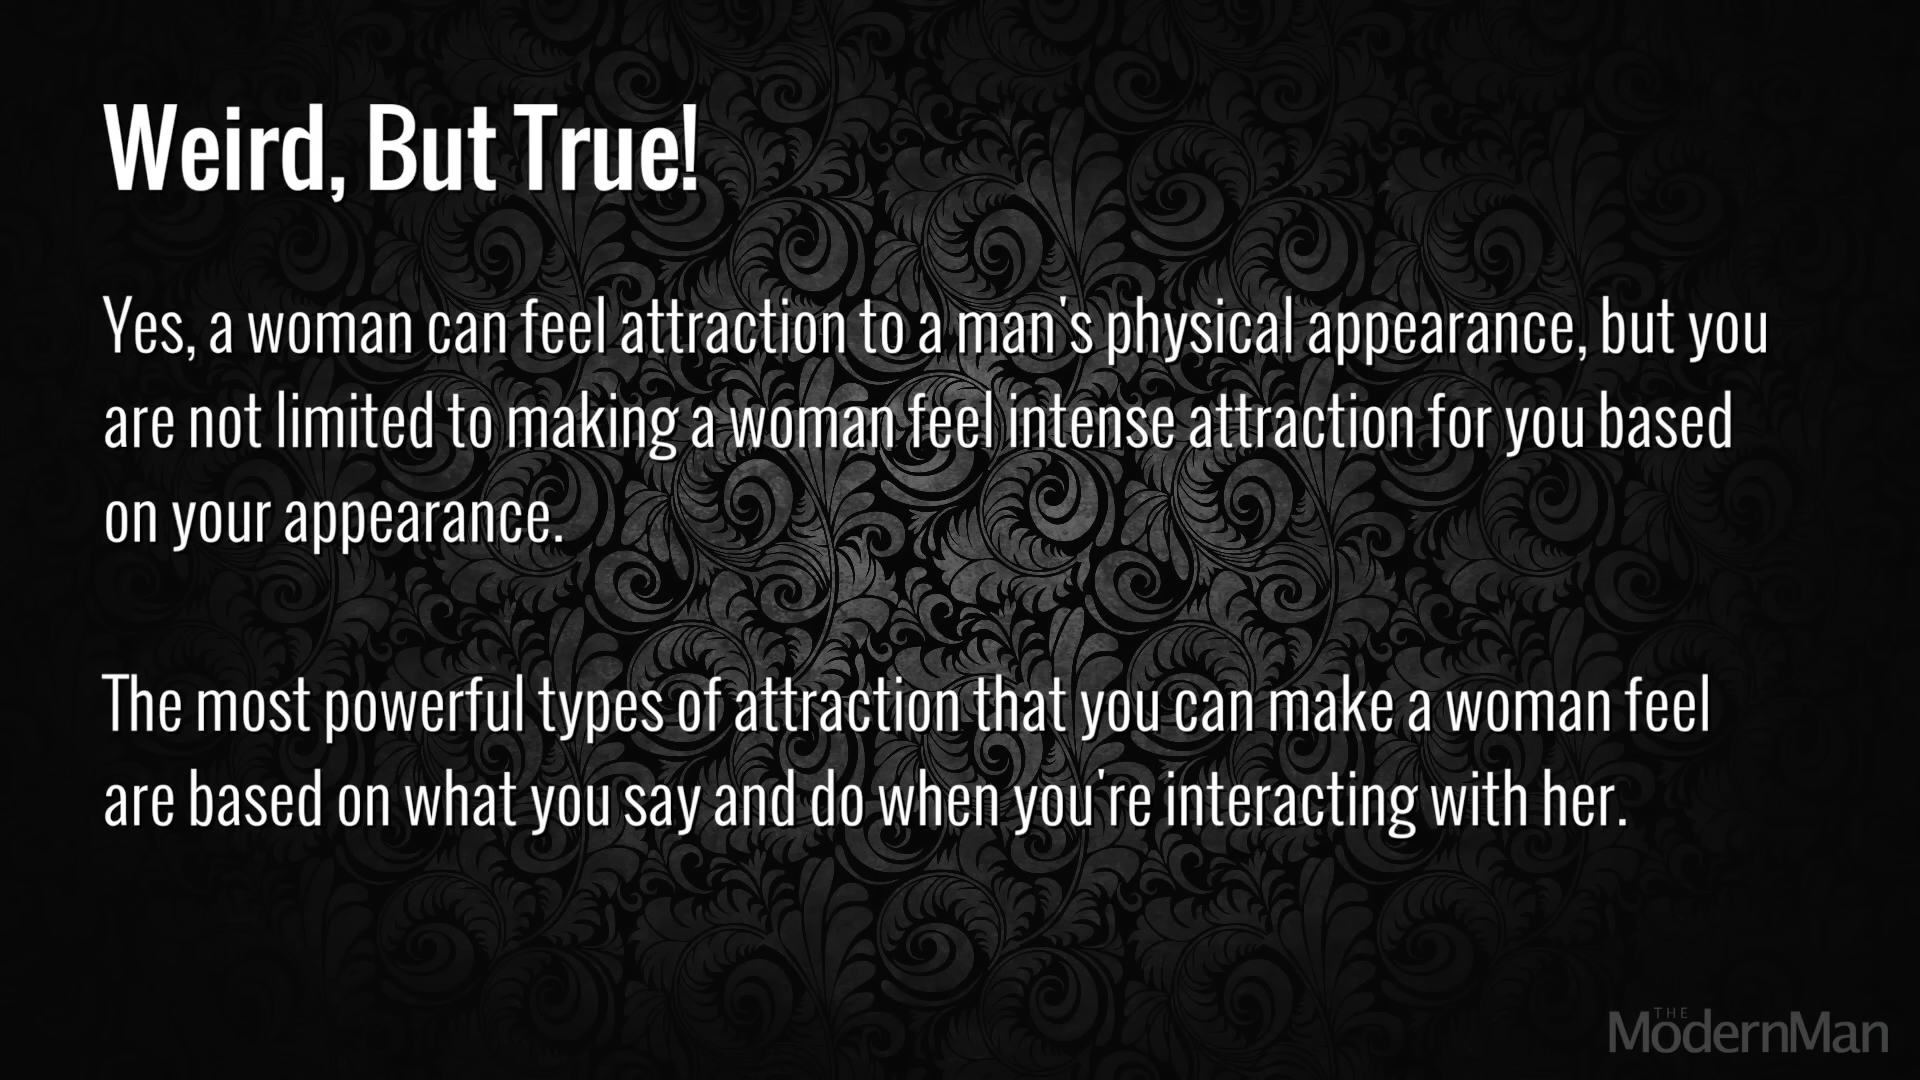 Weird, But True!
Yes, a woman can feel attraction to a man's physical appearance, but you
are not limited to making a woman feel intense attraction for you based
on your appearance.
The most powerful types of attraction that you can make a woman feel
are based on what you say and do when you're interacting with her.
THE
ModernMan